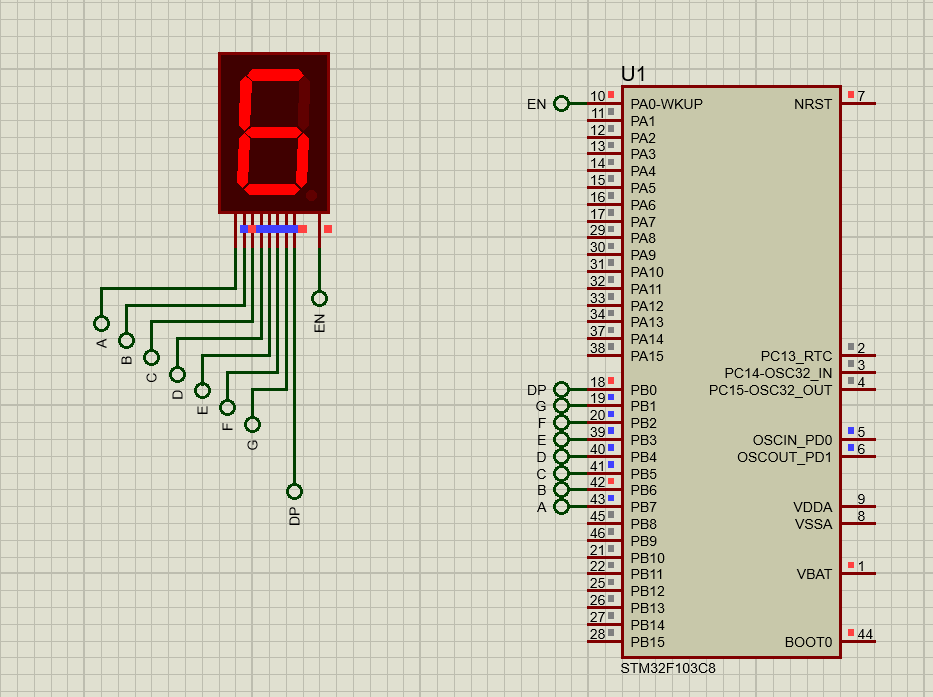 6
A
B
C
D
E
F
G
DP
EN
U1
EN 10 PA0-WKUP NRST 7
11 PA1
12 PA2
13 PA3
14 PA4
15 PA5
16 PA6
17 PA7
29 PA8
30 PA9
31 PA10
32 PA11
33 PA12
34 PA13
37 PA14
38 PA15 PC13_RTC 2
PC14-OSC32_IN 3
DP 18 PB0 PC15-OSC32_OUT 4
G 19 PB1
F 20 PB2
E 39 PB3 OSCIN_PD0 5
D 40 PB4 OSCOUT_PD1 6
C 41 PB5
B 42 PB6
A 43 PB7 VDDA 9
45 PB8 VSSA 8
46 PB9
21 PB10
22 PB11 VBAT 1
25 PB12
26 PB13
27 PB14
28 PB15 BOOT0 44
STM32F103C8